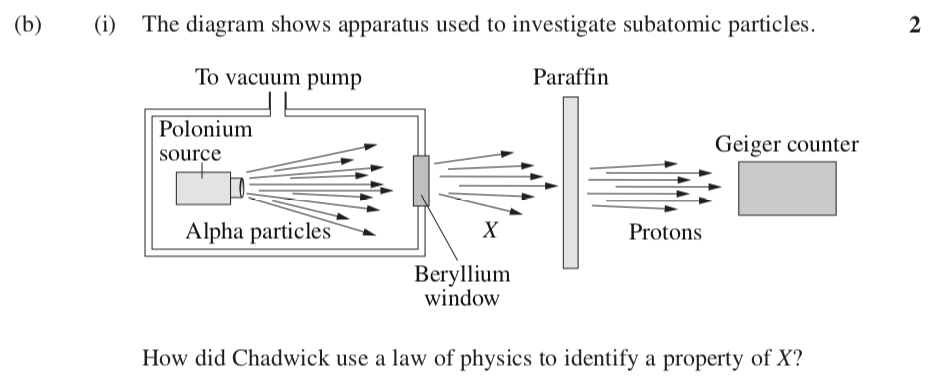 (b) (i) The diagram shows apparatus used to investigate subatomic particles. 2
To vacuum pump
Paraffin
Polonium
source
Geiger counter
Alpha particles
X
Protons
Beryllium
window
How did Chadwick use a law of physics to identify a property of X?